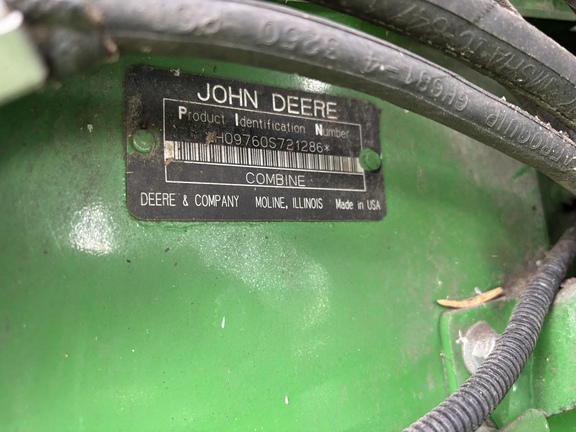 JOHN DEERE
Product Identification Number
H09760S721286*
COMBINE
DEERE & COMPANY MOLINE, ILLINOIS Made in USA